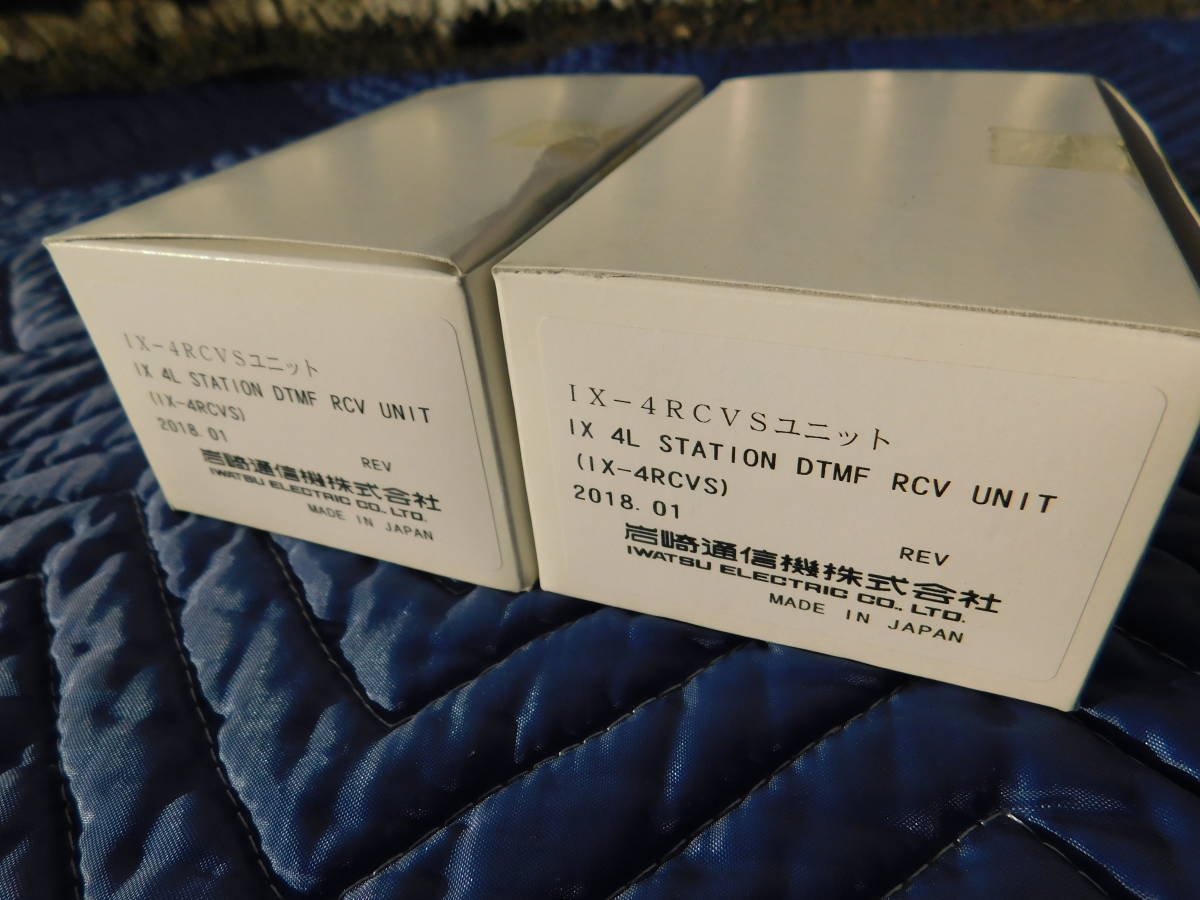 IX-4RCVSユニット
IX 4L STATION DTMF RCV UNIT
(IX-4RCVS)
2018.01
REV
岩崎通信機株式会社
IWATSU ELECTRIC CO., LTD.
MADE IN JAPAN
IX-4RCVSユニット
IX 4L STATION DTMF RCV UNIT
(IX-4RCVS)
2018.01
REV
岩崎通信機株式会社
IWATSU ELECTRIC CO., LTD.
MADE IN JAPAN